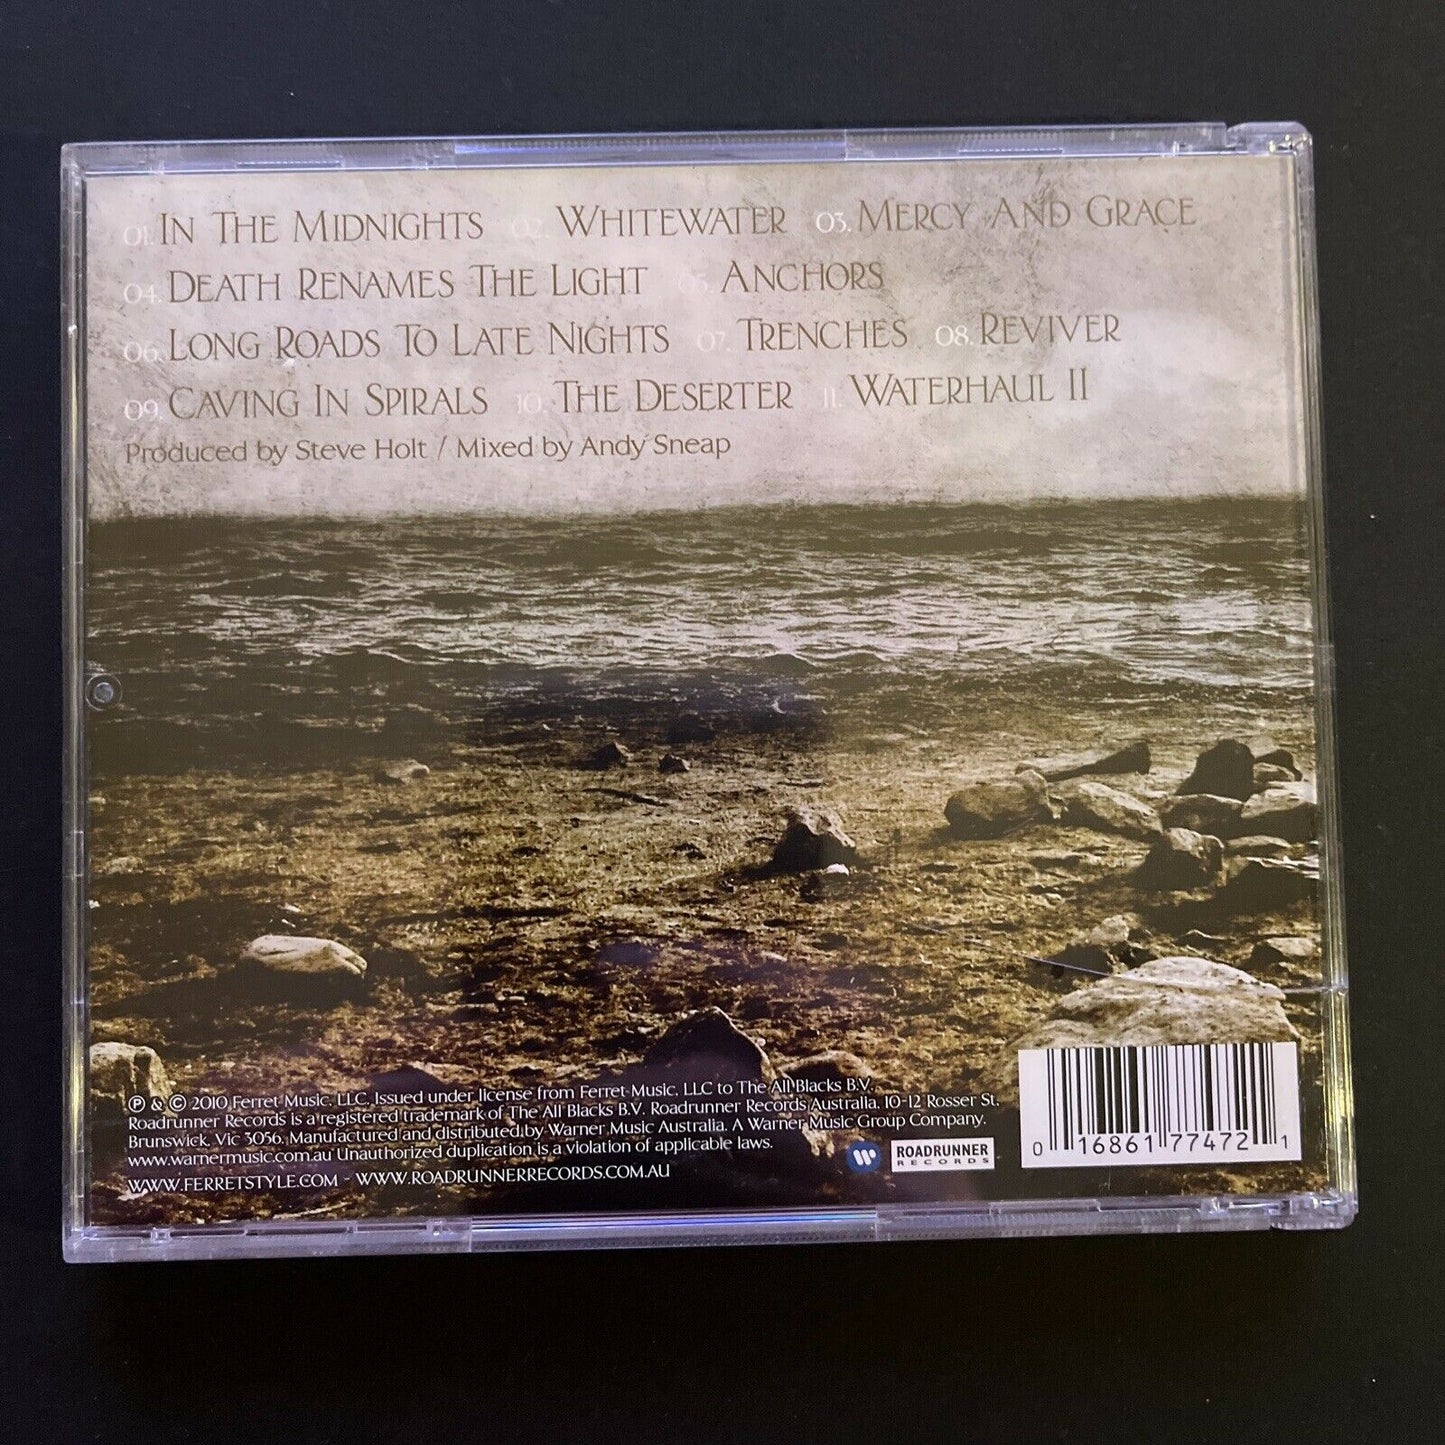 01. IN THE MIDNIGHTS 02. WHITEWATER 03. MERCY AND GRACE
04. DEATH RENAMES THE LIGHT 05. ANCHORS
06. LONG ROADS TO LATE NIGHTS 07. TRENCHES 08. REVIVER
09. CAVING IN SPIRALS 10. THE DESERTER 11. WATERHAUL II
Produced by Steve Holt / Mixed by Andy Sneap
℗ & © 2010 Ferret Music, LLC. Issued under license from Ferret Music, LLC to The All Blacks B.V.
Roadrunner Records is a registered trademark of The All Blacks B.V. Roadrunner Records Australia. 10-12 Rosser St,
Brunswick, Vic 3056. Manufactured and distributed by Warner Music Australia. A Warner Music Group Company.
www.warnermusic.com.au Unauthorized duplication is a violation of applicable laws.
WWW.FERRETSTYLE.COM - WWW.ROADRUNNERRECORDS.COM.AU
ROADRUNNER
RECORDS
0 16861 77472 1